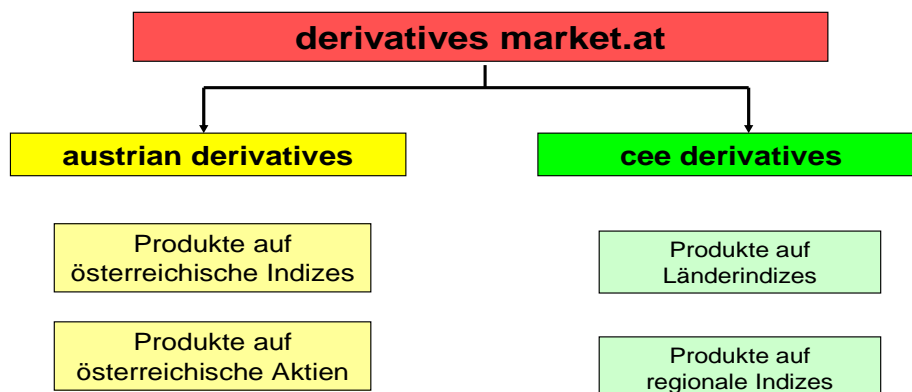 derivatives market.at
austrian derivatives
cee derivatives
Produkte auf
österreichische Indizes
Produkte auf
Länderindizes
Produkte auf
österreichische Aktien
Produkte auf
regionale Indizes